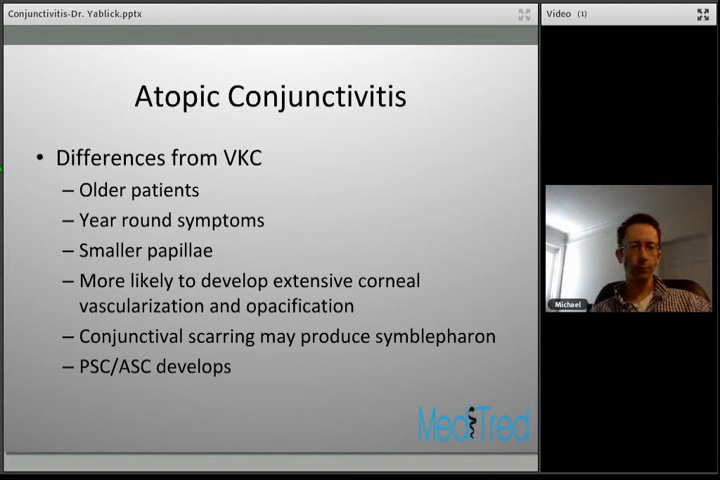 Conjunctivitis-Dr. Yablick.pptx
Video (1)
Atopic Conjunctivitis
• Differences from VKC
– Older patients
– Year round symptoms
– Smaller papillae
– More likely to develop extensive corneal
vascularization and opacification
– Conjunctival scarring may produce symblepharon
– PSC/ASC develops
MediTred
Michael